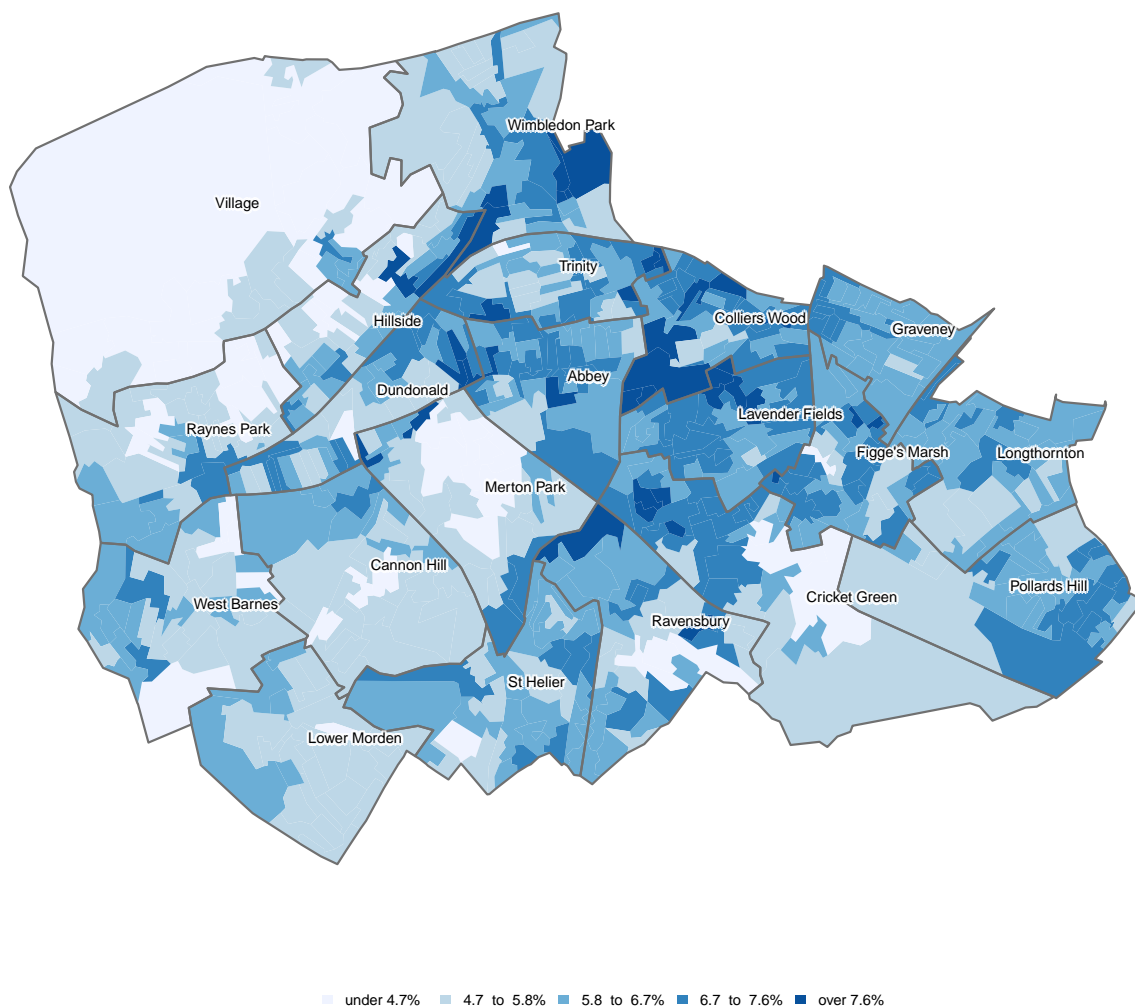 Wimbledon Park
Village
Trinity
Hillside
Colliers Wood
Graveney
Abbey
Dundonald
Lavender Fields
Raynes Park
Figge's Marsh
Longthornton
Merton Park
Cannon Hill
Pollards Hill
Cricket Green
West Barnes
Ravensbury
St Helier
Lower Morden
under 4.7% 4.7 to 5.8% 5.8 to 6.7% 6.7 to 7.6% over 7.6%